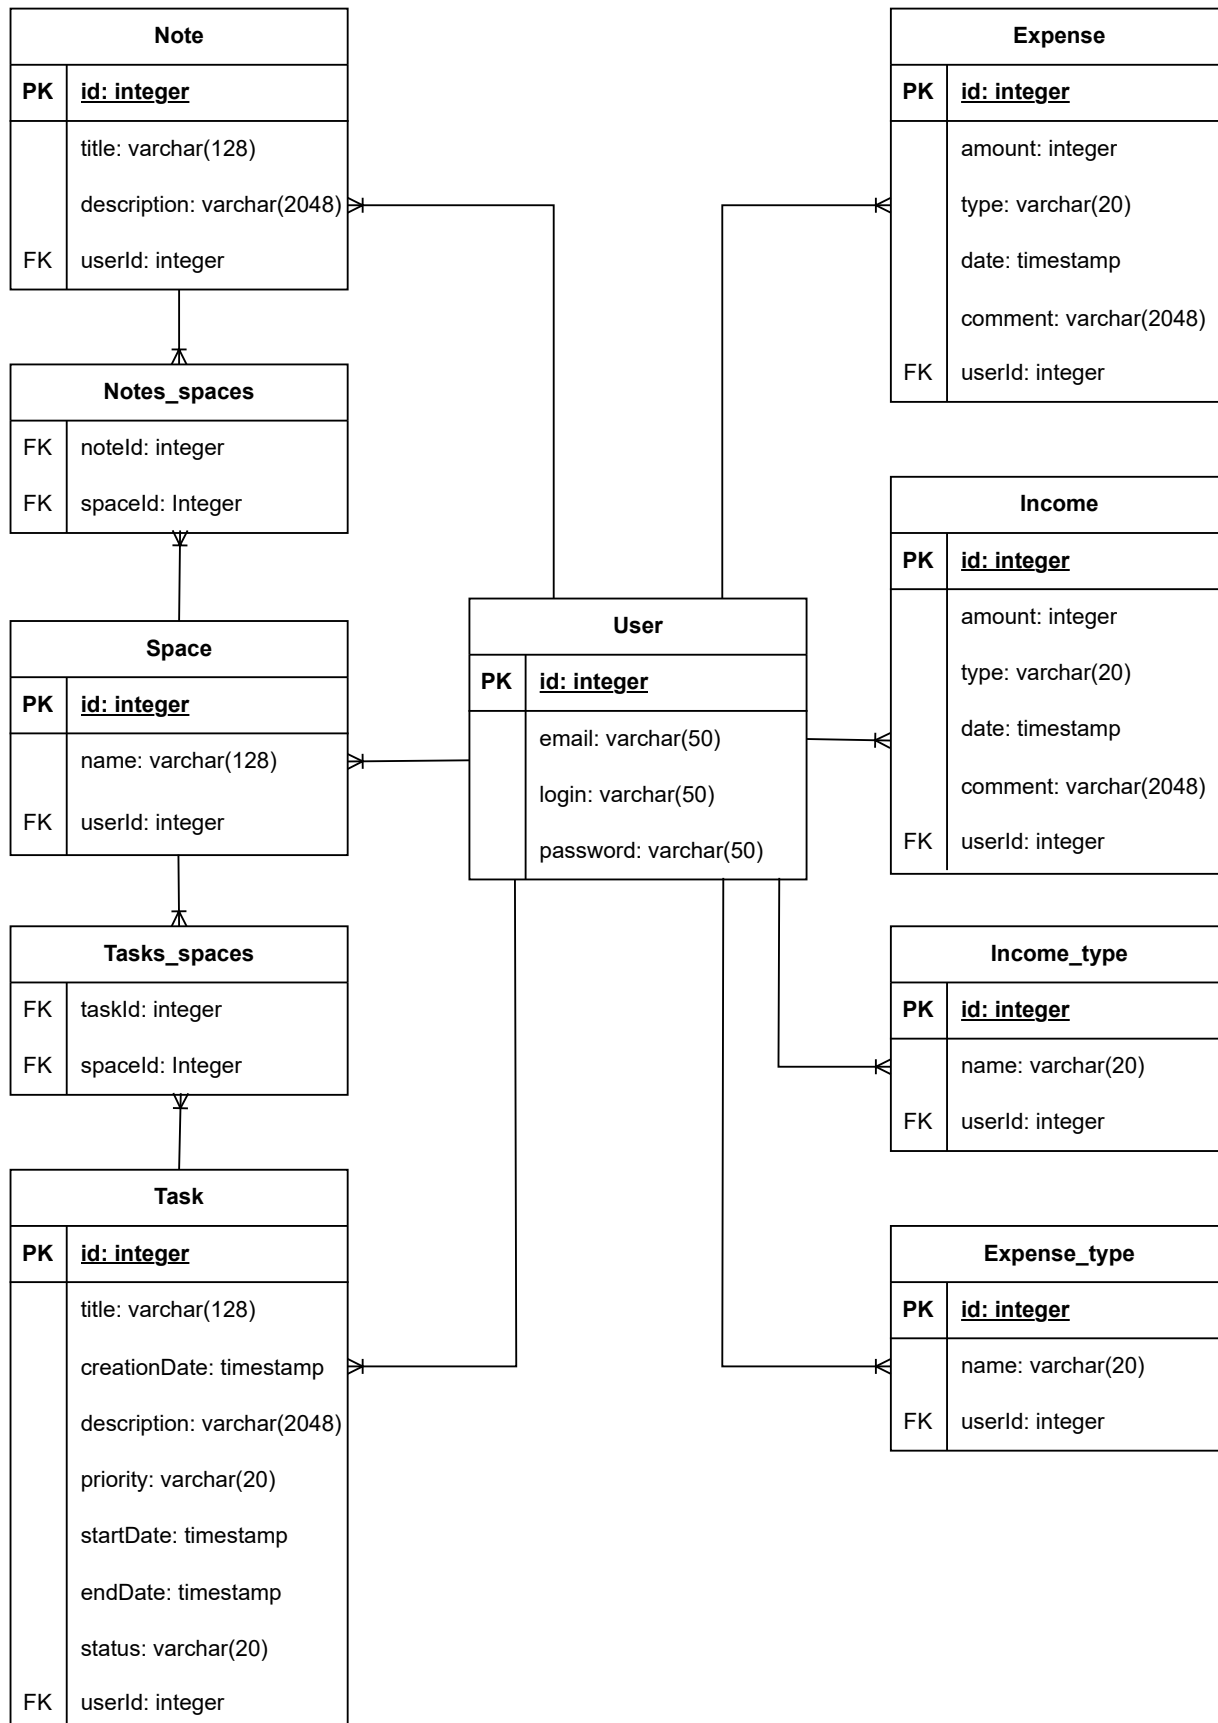 Note
PK id: integer
title: varchar(128)
description: varchar(2048)
FK userId: integer
Notes_spaces
FK noteId: integer
FK spaceId: Integer
Space
PK id: integer
name: varchar(128)
FK userId: integer
Tasks_spaces
FK taskId: integer
FK spaceId: Integer
Task
PK id: integer
title: varchar(128)
creationDate: timestamp
description: varchar(2048)
priority: varchar(20)
startDate: timestamp
endDate: timestamp
status: varchar(20)
FK userId: integer
User
PK id: integer
email: varchar(50)
login: varchar(50)
password: varchar(50)
Expense
PK id: integer
amount: integer
type: varchar(20)
date: timestamp
comment: varchar(2048)
FK userId: integer
Income
PK id: integer
amount: integer
type: varchar(20)
date: timestamp
comment: varchar(2048)
FK userId: integer
Income_type
PK id: integer
name: varchar(20)
FK userId: integer
Expense_type
PK id: integer
name: varchar(20)
FK userId: integer